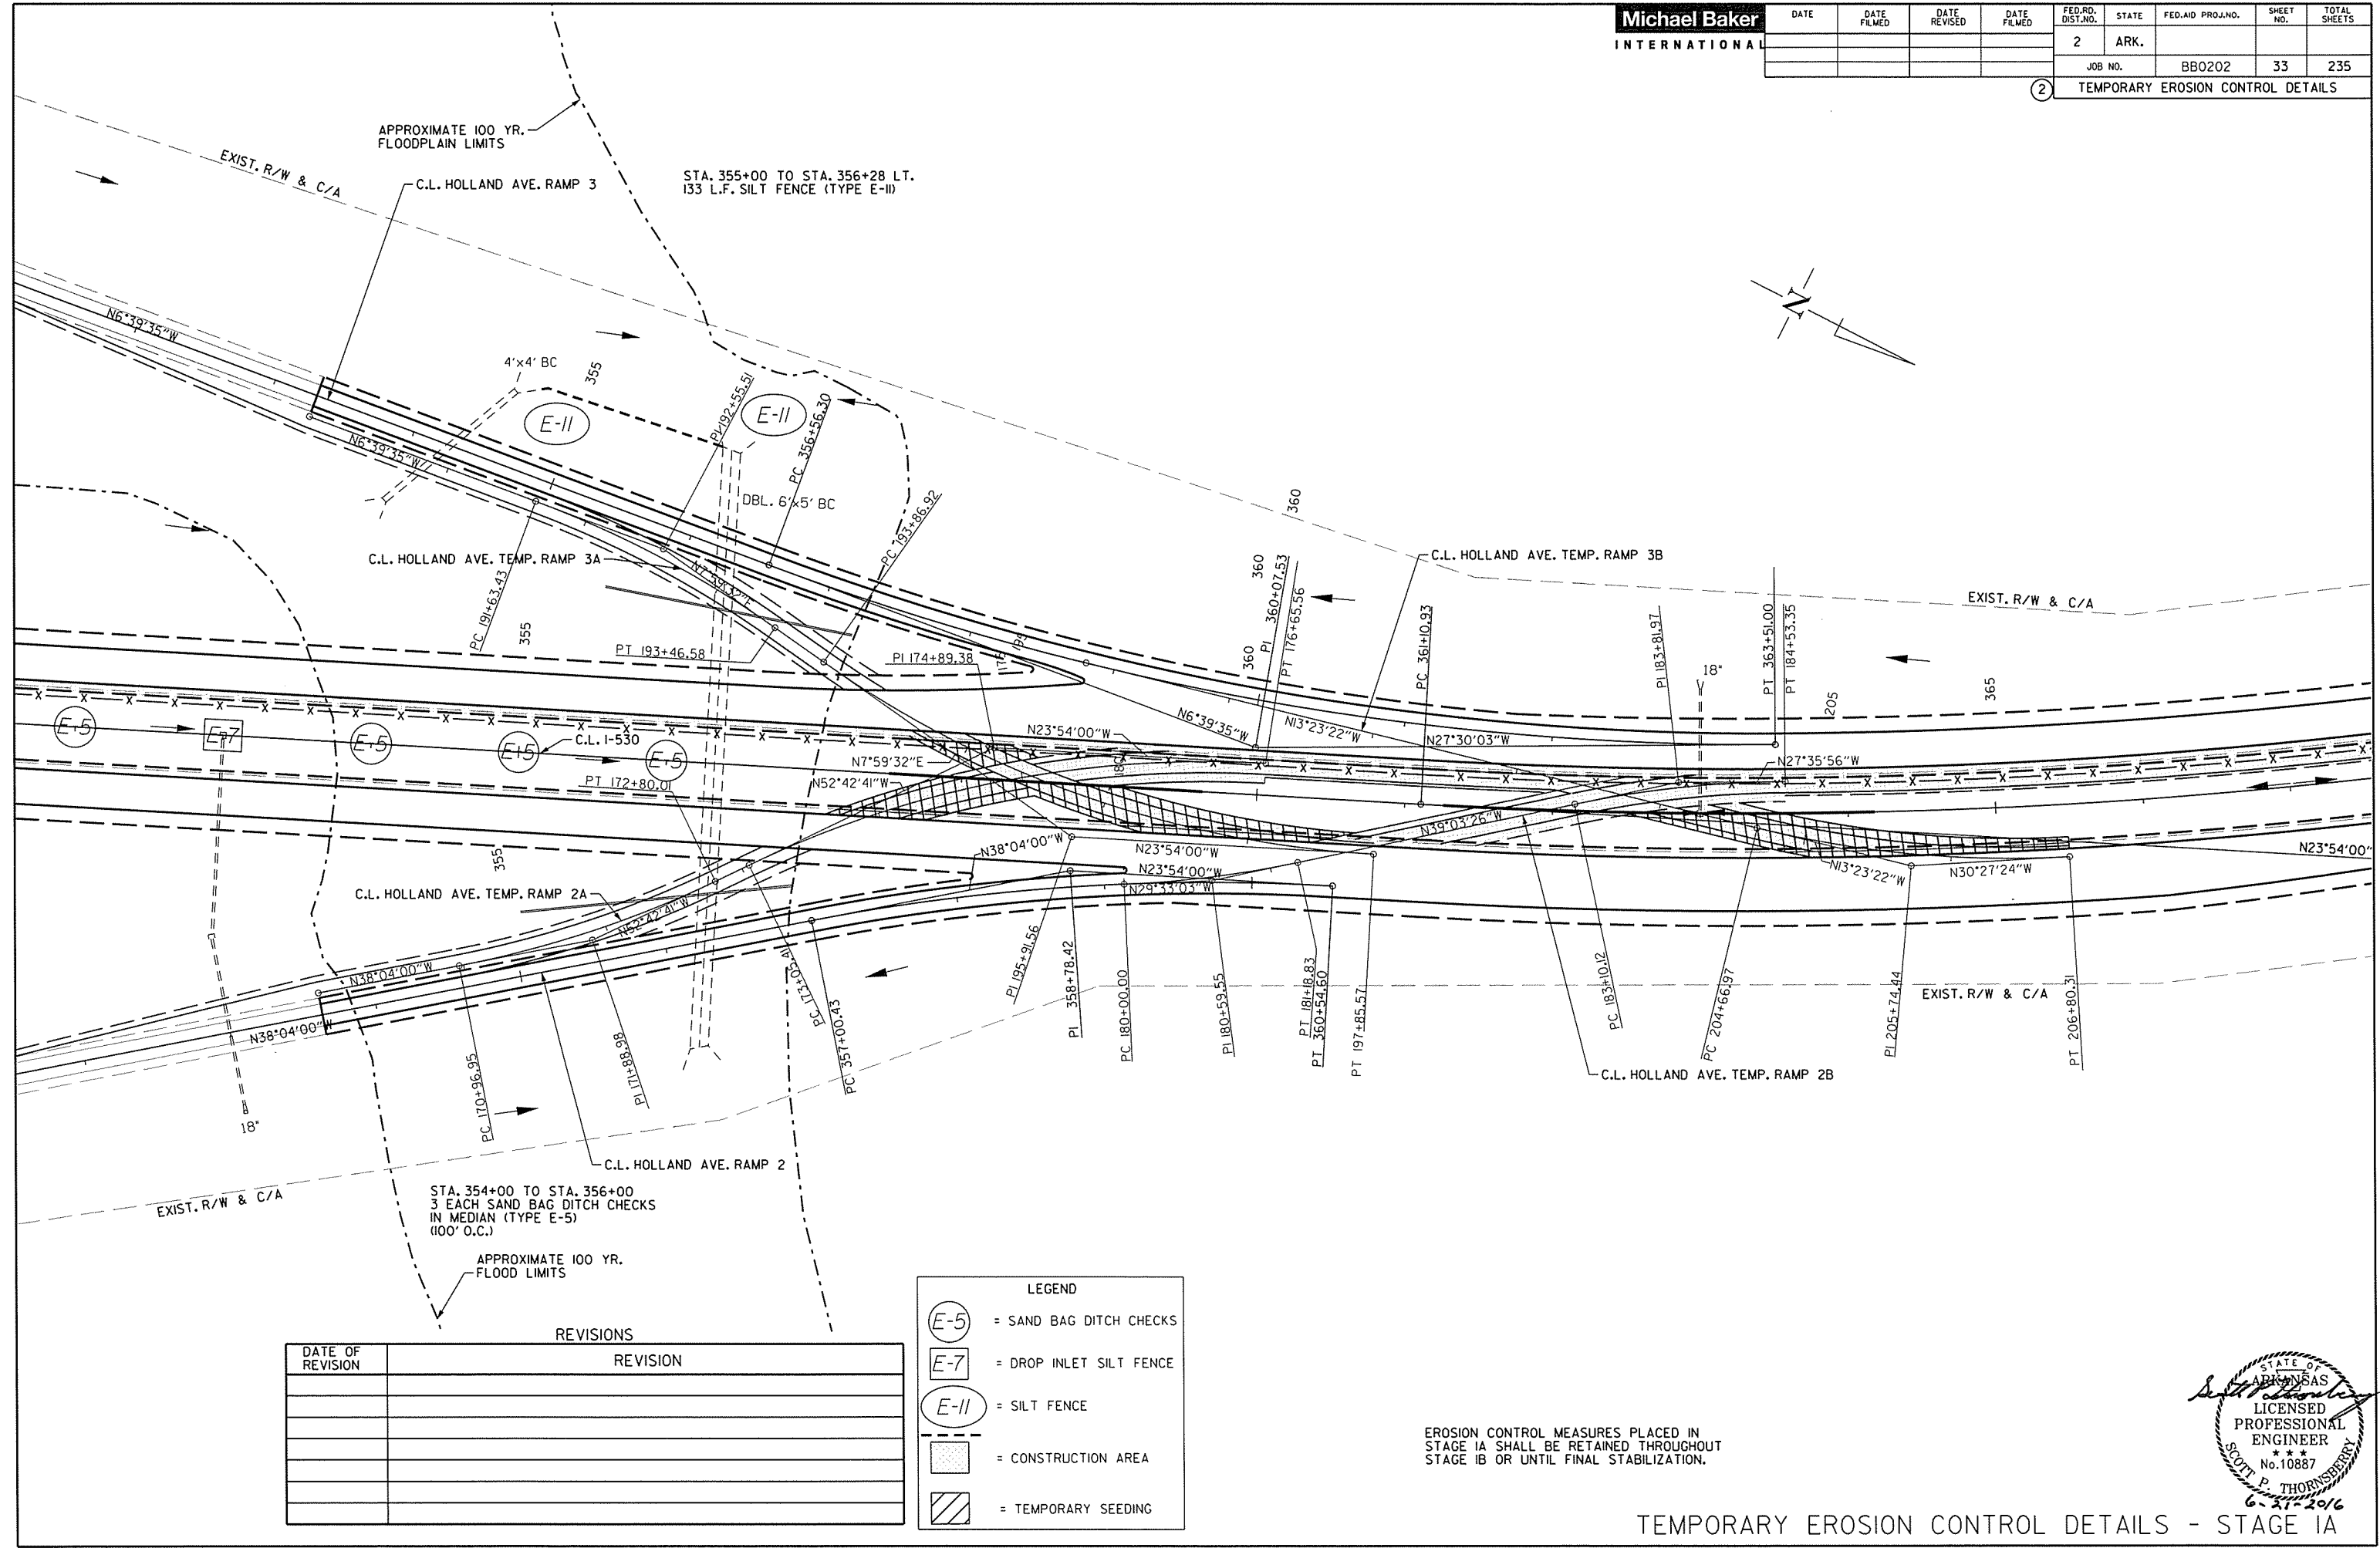 Michael Baker
INTERNATIONAL
DATE
DATE FILMED
DATE REVISED
DATE FILMED
FED.RD. DIST.NO.
STATE
FED.AID PROJ.NO.
SHEET NO.
TOTAL SHEETS
2
ARK.
JOB NO.
BB0202
33
235
2
TEMPORARY EROSION CONTROL DETAILS
APPROXIMATE 100 YR.
FLOODPLAIN LIMITS
EXIST. R/W & C/A
C.L. HOLLAND AVE. RAMP 3
STA. 355+00 TO STA. 356+28 LT.
133 L.F. SILT FENCE (TYPE E-11)
N
N6°39'35"W
4'x4' BC
355
E-11
E-11
PI 192+55.51
PC 356+56.30
N6°39'35"W
DBL. 6'x5' BC
PC 193+86.92
360
C.L. HOLLAND AVE. TEMP. RAMP 3A
N7°59'32"E
PC 191+63.43
355
PT 193+46.58
PI 174+89.38
176
195
360
360
PI 360+07.53
PT 176+65.56
C.L. HOLLAND AVE. TEMP. RAMP 3B
PC 361+10.93
PI 183+81.97
18"
PT 363+51.00
PT 184+53.35
205
365
EXIST. R/W & C/A
E-5
E-7
E-5
E-5
C.L. I-530
E-5
N23°54'00"W
N6°39'35"W
N13°23'22"W
N27°30'03"W
N27°35'56"W
N7°59'32"E
N52°42'41"W
180
PT 172+80.01
N39°03'26"W
355
N38°04'00"W
N23°54'00"W
N23°54'00"W
N29°33'03"W
N13°23'22"W
N30°27'24"W
N23°54'00"
C.L. HOLLAND AVE. TEMP. RAMP 2A
N52°42'41"W
N38°04'00"W
N38°04'00"W
18"
PC 170+96.95
PI 171+88.98
PC 173+05.41
PC 357+00.43
PI 195+91.56
PI 358+78.42
PC 180+00.00
PI 180+59.55
PT 181+18.83
PT 360+54.60
PT 197+85.57
PC 183+10.12
PC 204+66.97
PI 205+74.44
PT 206+80.31
EXIST. R/W & C/A
C.L. HOLLAND AVE. TEMP. RAMP 2B
C.L. HOLLAND AVE. RAMP 2
EXIST. R/W & C/A
STA. 354+00 TO STA. 356+00
3 EACH SAND BAG DITCH CHECKS
IN MEDIAN (TYPE E-5)
(100' O.C.)
APPROXIMATE 100 YR.
FLOOD LIMITS
REVISIONS
DATE OF REVISION
REVISION
LEGEND
E-5 = SAND BAG DITCH CHECKS
E-7 = DROP INLET SILT FENCE
E-11 = SILT FENCE
= CONSTRUCTION AREA
= TEMPORARY SEEDING
EROSION CONTROL MEASURES PLACED IN
STAGE 1A SHALL BE RETAINED THROUGHOUT
STAGE 1B OR UNTIL FINAL STABILIZATION.
STATE OF
ARKANSAS
LICENSED
PROFESSIONAL
ENGINEER
No.10887
SCOTT P. THORNSBERRY
6-21-2016
TEMPORARY EROSION CONTROL DETAILS - STAGE 1A